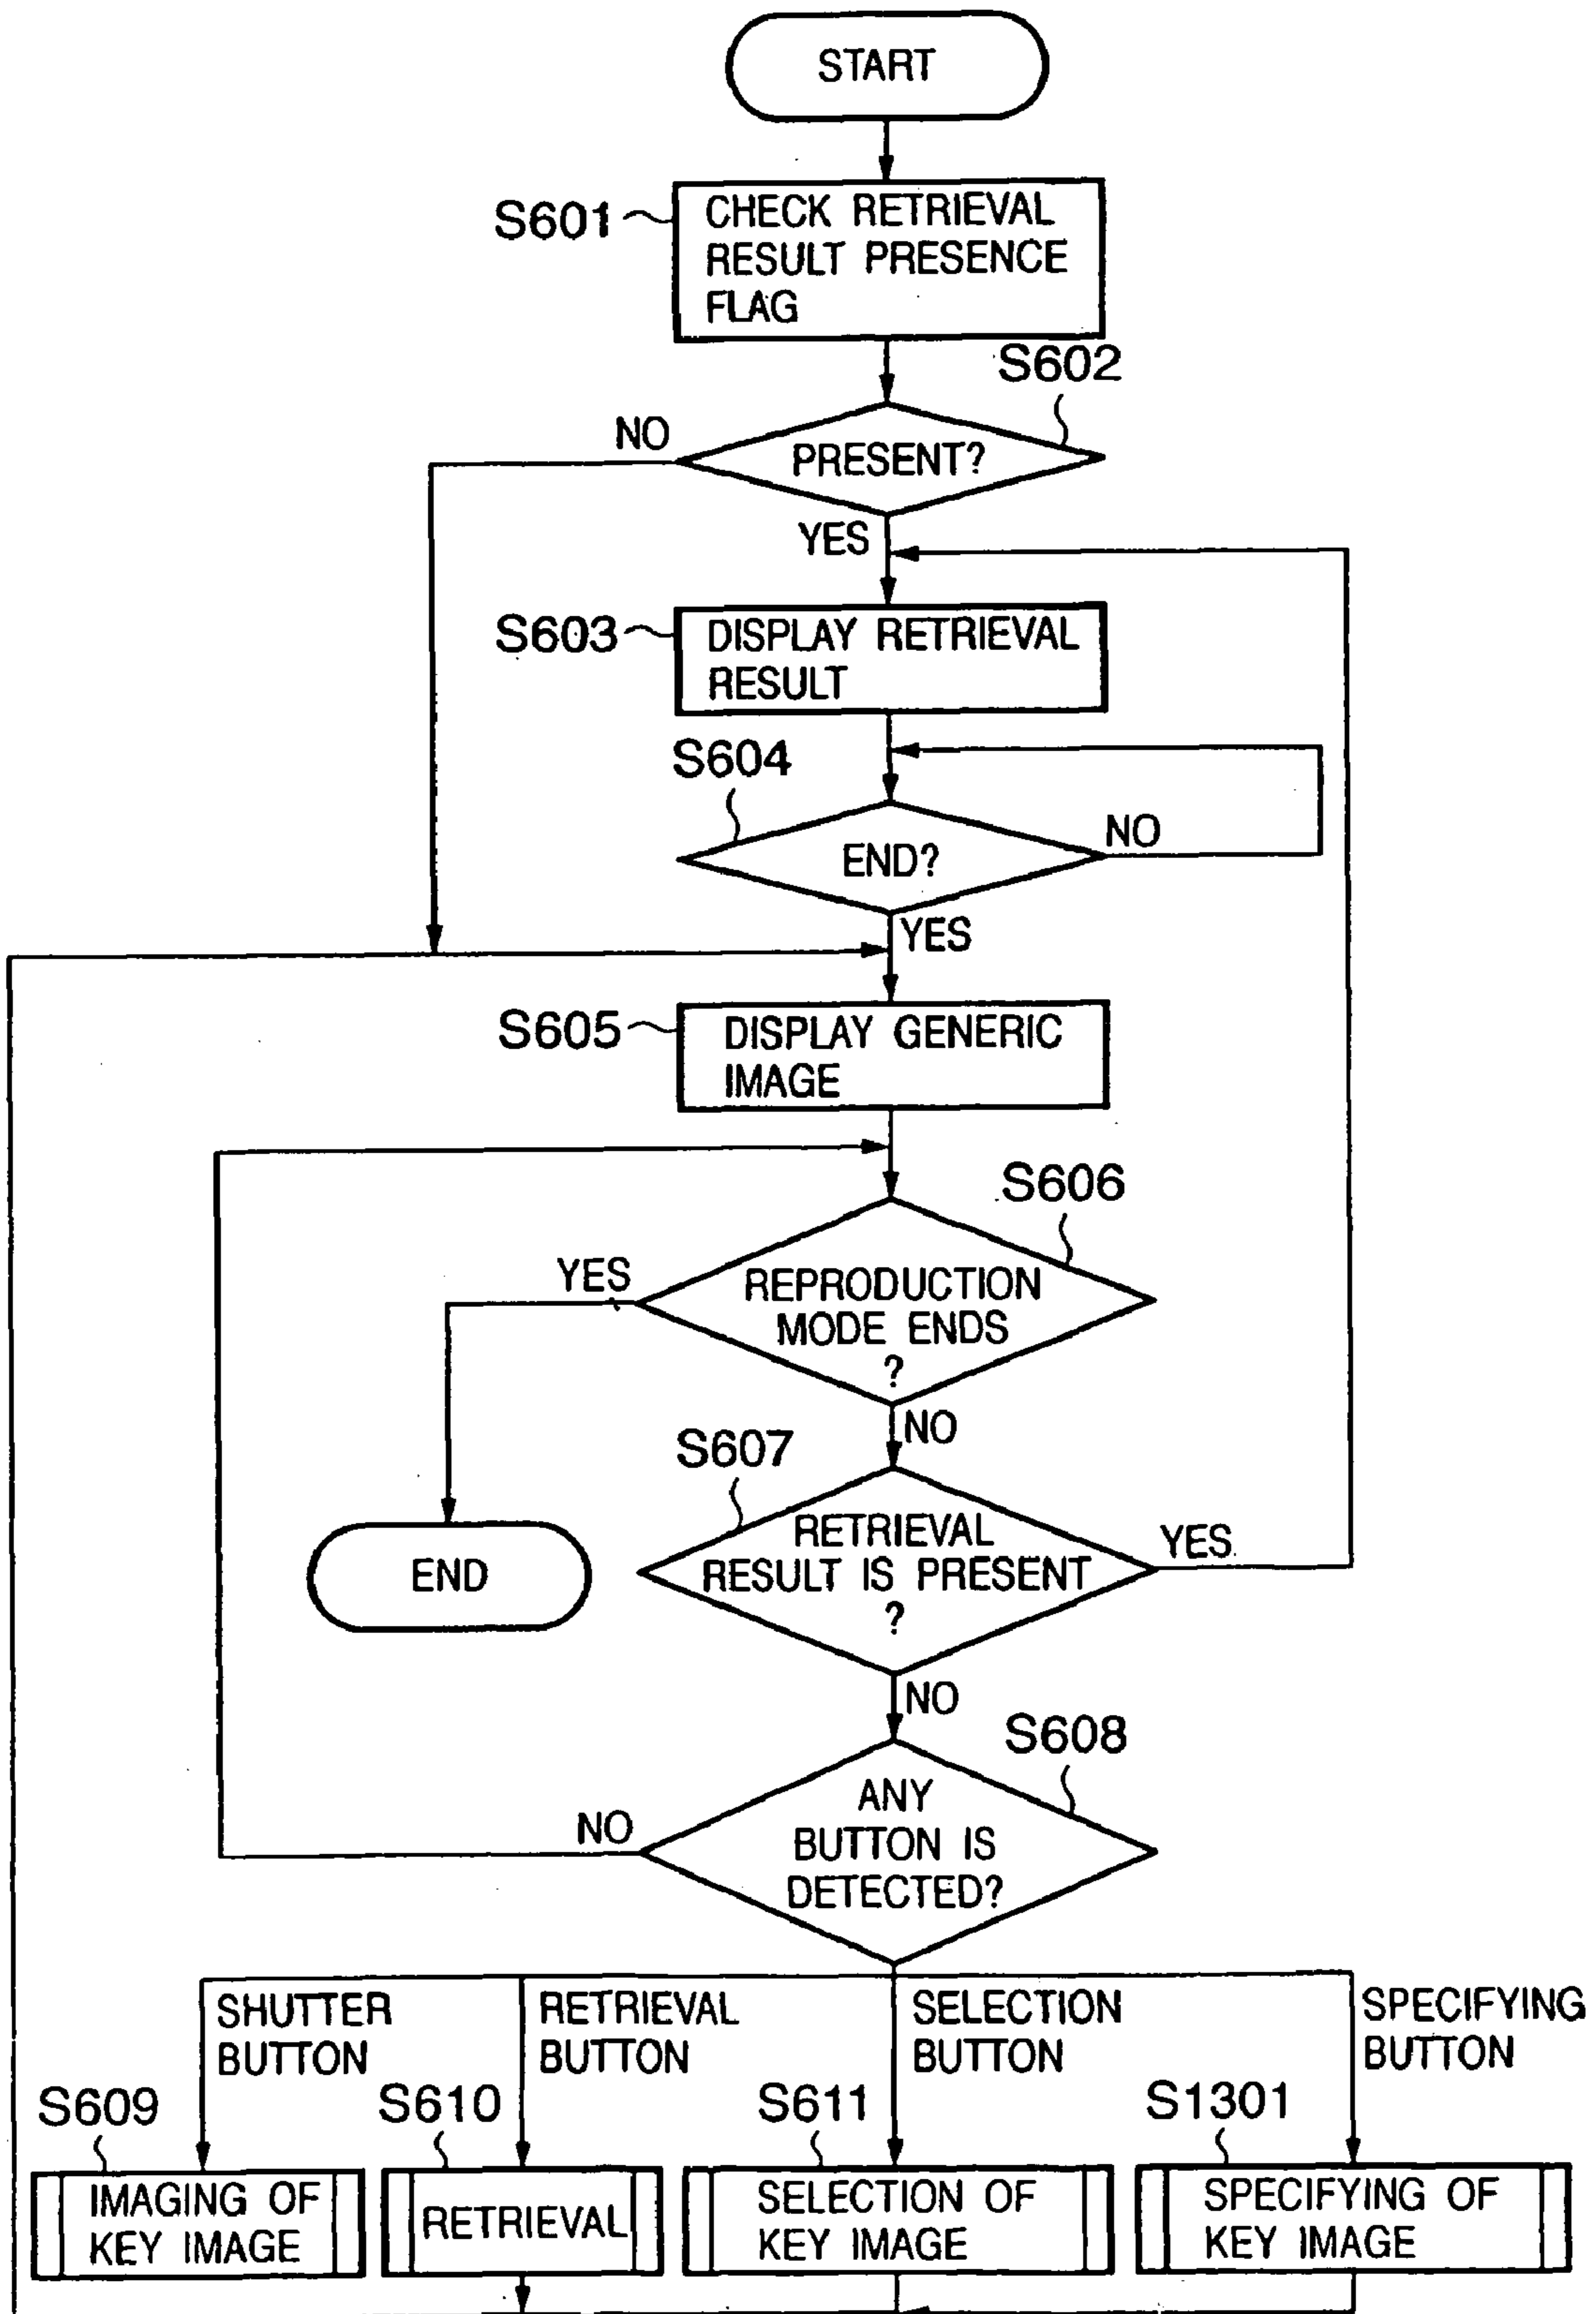 START
S601
CHECK RETRIEVAL
RESULT PRESENCE
FLAG
S602
NO
PRESENT?
YES
S603
DISPLAY RETRIEVAL
RESULT
S604
NO
END?
YES
S605
DISPLAY GENERIC
IMAGE
S606
YES
REPRODUCTION
MODE ENDS
?
NO
S607
RETRIEVAL
RESULT IS PRESENT
?
YES
END
NO
S608
ANY
BUTTON IS
DETECTED?
NO
SHUTTER
BUTTON
RETRIEVAL
BUTTON
SELECTION
BUTTON
SPECIFYING
BUTTON
S609
S610
S611
S1301
IMAGING OF
KEY IMAGE
RETRIEVAL
SELECTION OF
KEY IMAGE
SPECIFYING OF
KEY IMAGE